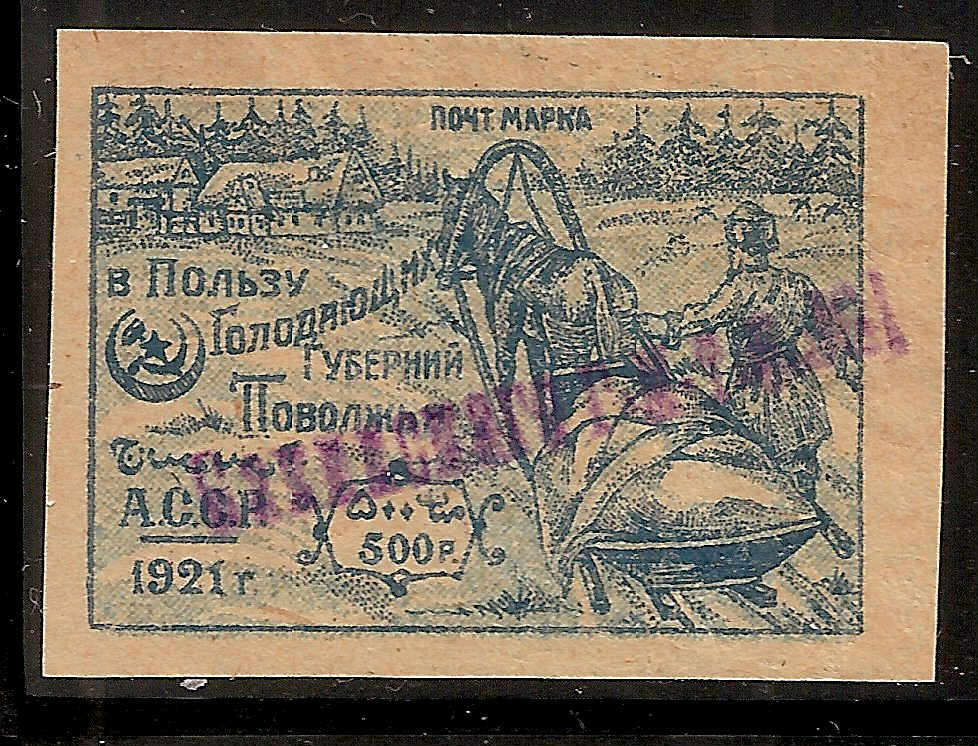 ПОЧТ. МАРКА
в Пользу
Голодающих
Губерний
Поволжья
А.С.С.Р.
500 Р.
1921 г.